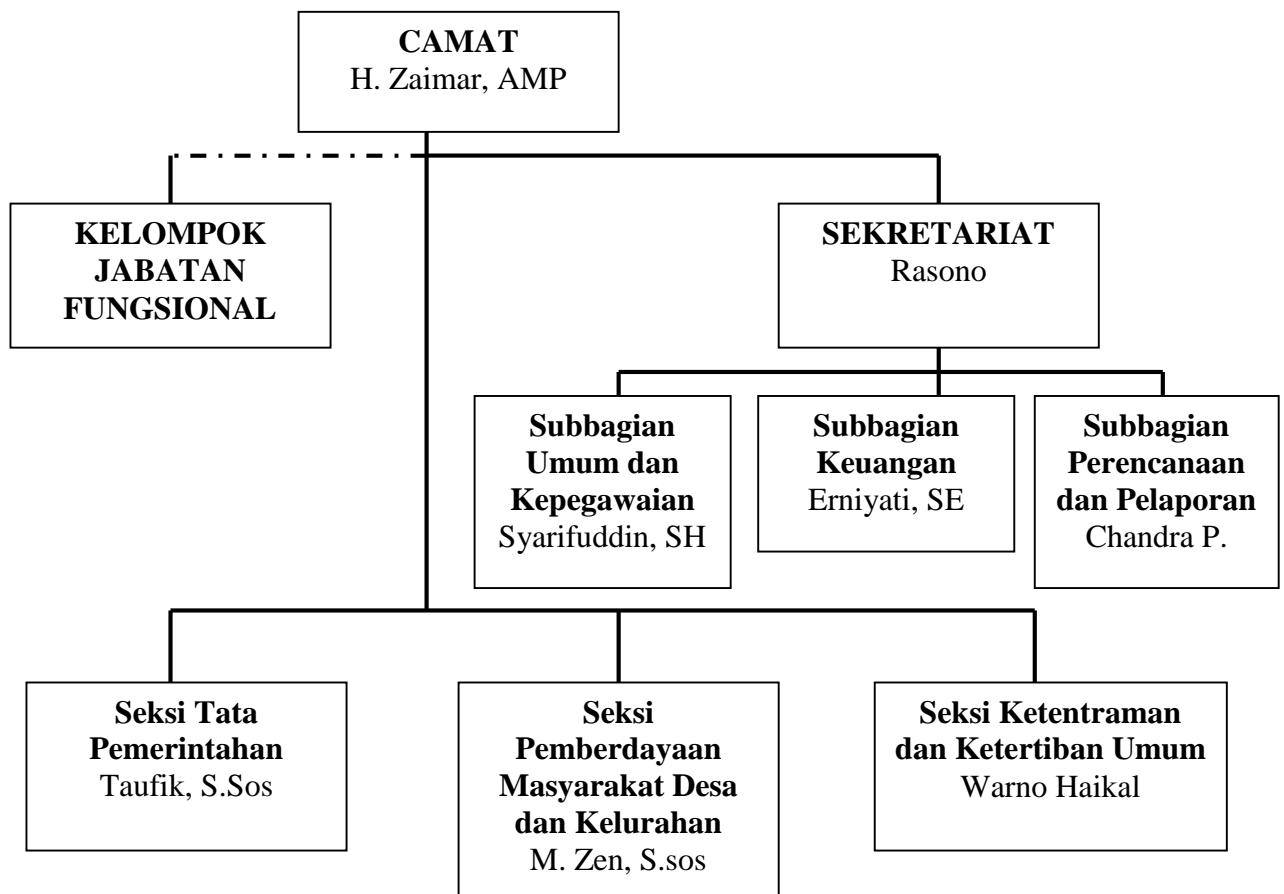 CAMAT
H. Zaimar, AMP
KELOMPOK
JABATAN
FUNGSIONAL
SEKRETARIAT
Rasono
Subbagian
Umum dan
Kepegawaian
Syarifuddin, SH
Subbagian
Keuangan
Erniyati, SE
Subbagian
Perencanaan
dan Pelaporan
Chandra P.
Seksi Tata
Pemerintahan
Taufik, S.Sos
Seksi
Pemberdayaan
Masyarakat Desa
dan Kelurahan
M. Zen, S.sos
Seksi Ketentraman
dan Ketertiban Umum
Warno Haikal